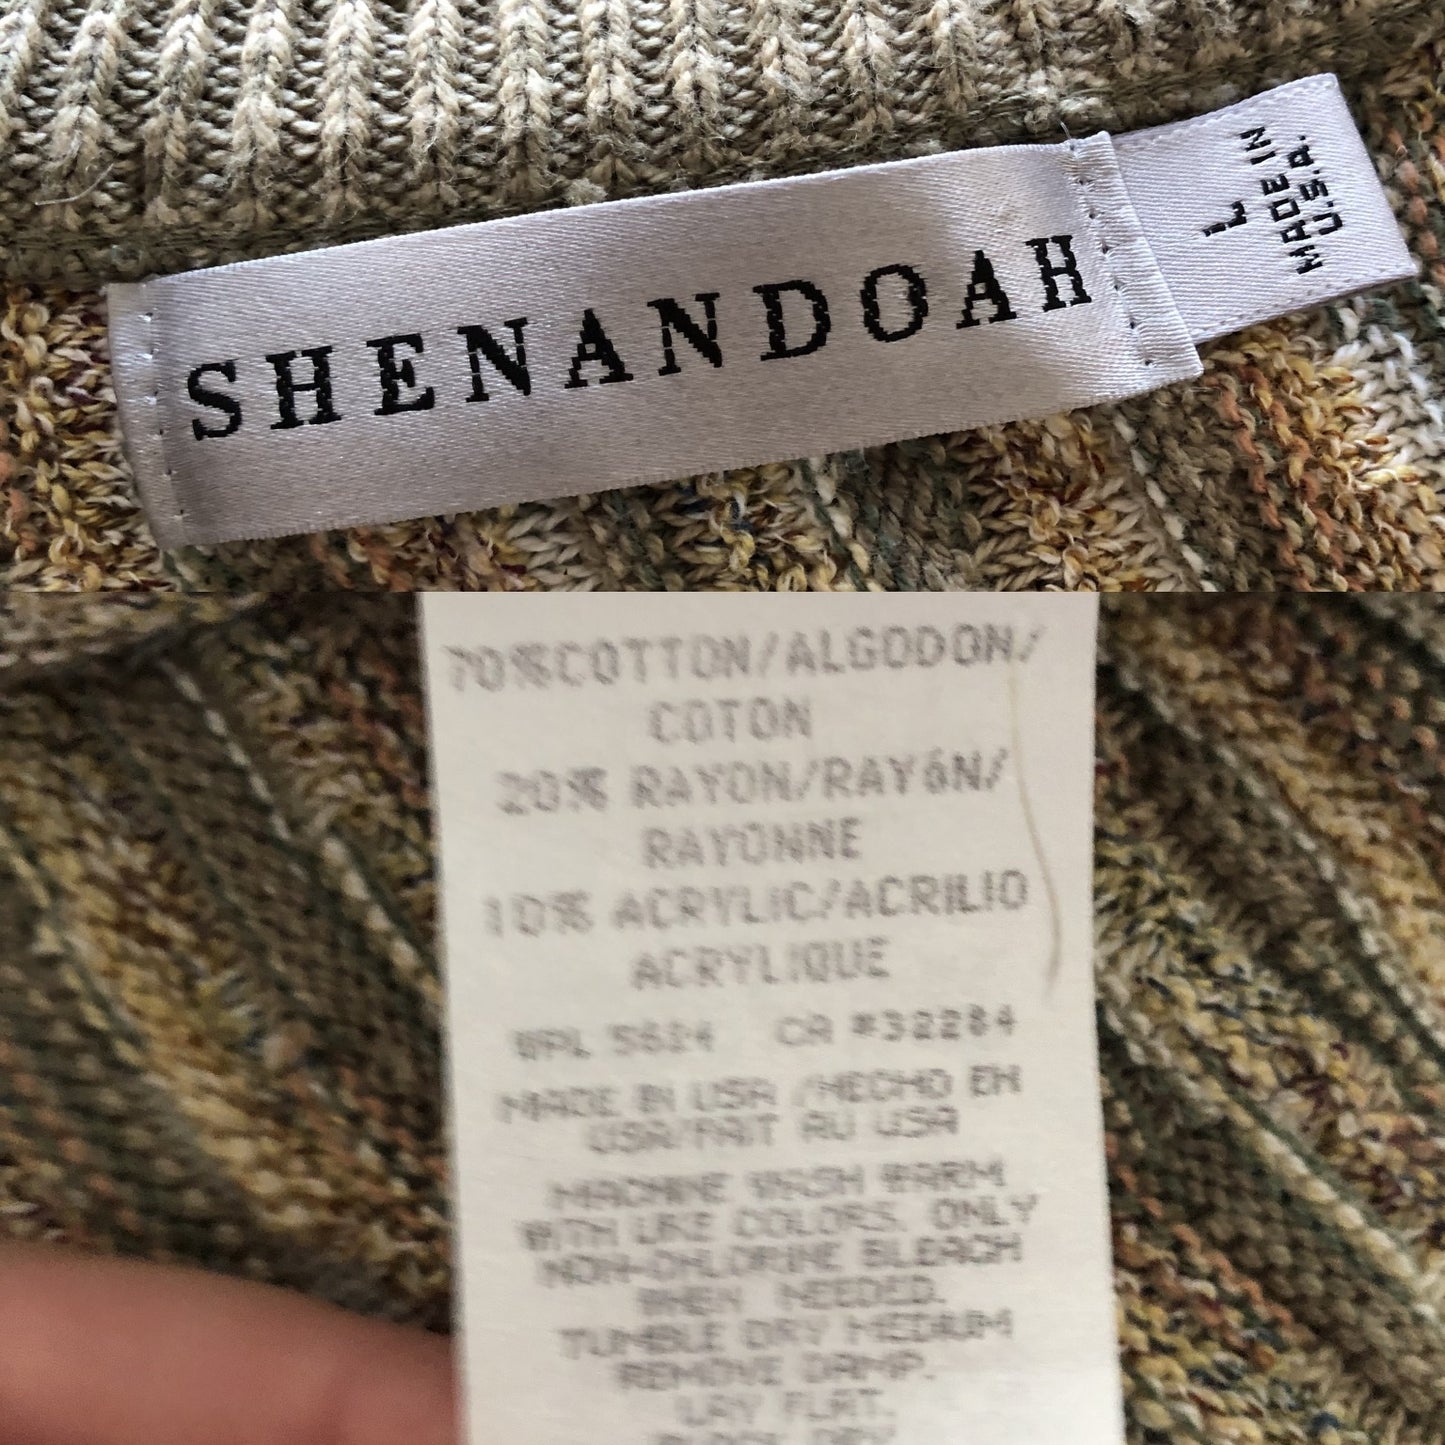 SHENANDOAH
L
MADE IN
U.S.A.
70%COTTON/ALGODON/
COTON
20% RAYON/RAYóN/
RAYONNE
10% ACRYLIC/ACRILIO
ACRYLIQUE
WPL 5624 CA #32284
MADE IN USA /HECHO EN
USA/FAIT AU USA
MACHINE WASH WARM
WITH LIKE COLORS. ONLY
NON-CHLORINE BLEACH
WHEN NEEDED.
TUMBLE DRY MEDIUM
REMOVE DAMP.
LAY FLAT.